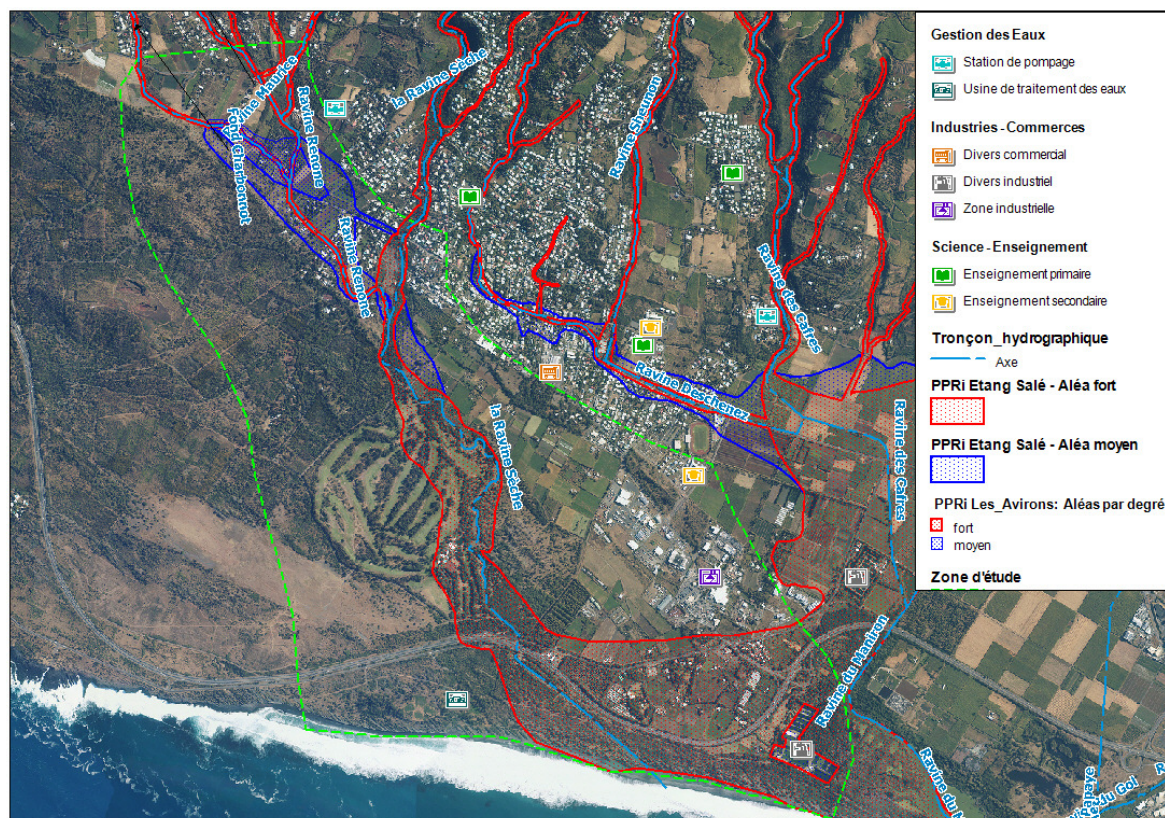 Gestion des Eaux
Station de pompage
Usine de traitement des eaux
Industries - Commerces
Divers commercial
Divers industriel
Zone industrielle
Science - Enseignement
Enseignement primaire
Enseignement secondaire
Tronçon_hydrographique
Axe
PPRi Etang Salé - Aléa fort
PPRi Etang Salé - Aléa moyen
PPRi Les_Avirons: Aléas par degré
fort
moyen
Zone d'étude
Maurice
Fond Charbonnot
Ravine Renone
la Ravine Sèche
Ravine Sheunon
Ravine Renone
Ravine des Cafres
Ravine Deschenez
la Ravine Sèche
Ravine des Cafres
Ravine du Maniron
Ravine du
du Gol